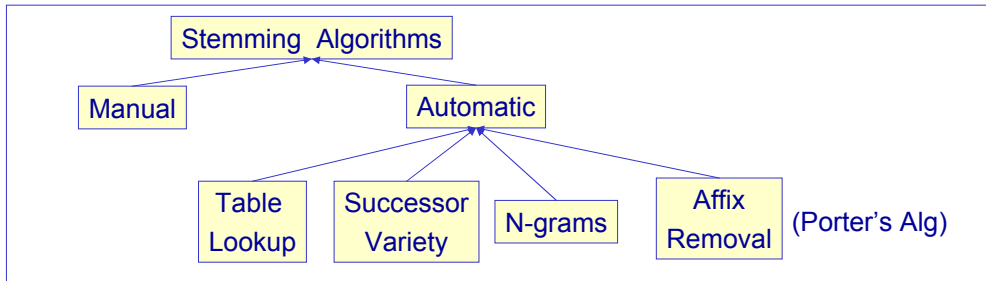 Stemming Algorithms
Manual
Automatic
Table
Lookup
Successor
Variety
N-grams
Affix
Removal
(Porter's Alg)